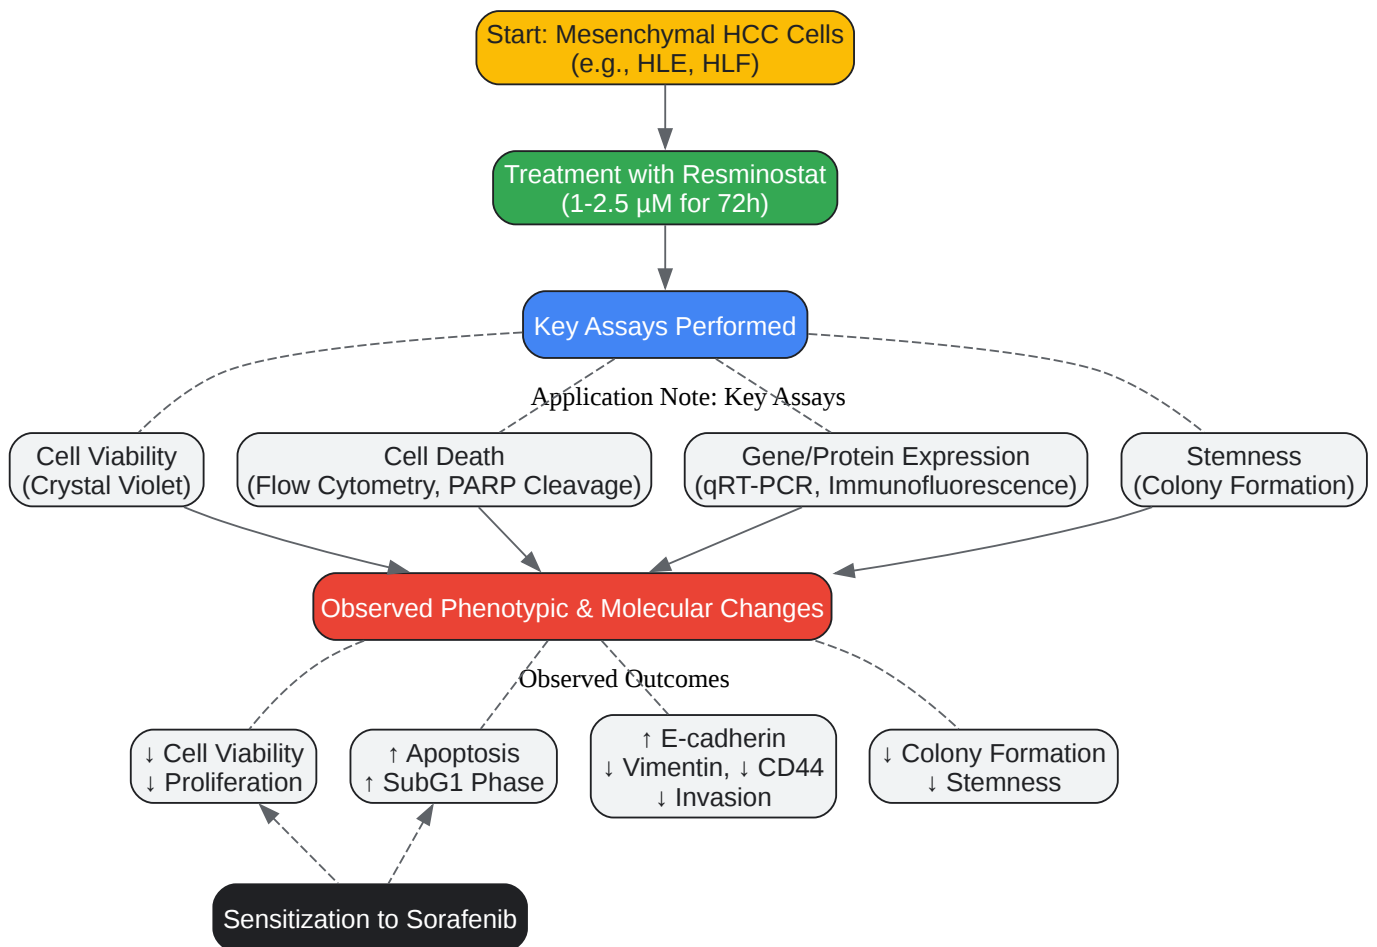 Start: Mesenchymal HCC Cells
(e.g., HLE, HLF)
Treatment with Resminostat
(1-2.5 µM for 72h)
Key Assays Performed
Application Note: Key Assays
Cell Viability
(Crystal Violet)
Cell Death
(Flow Cytometry, PARP Cleavage)
Gene/Protein Expression
(qRT-PCR, Immunofluorescence)
Stemness
(Colony Formation)
Observed Phenotypic & Molecular Changes
Observed Outcomes
↓ Cell Viability
↓ Proliferation
↑ Apoptosis
↑ SubG1 Phase
↑ E-cadherin
↓ Vimentin, ↓ CD44
↓ Invasion
↓ Colony Formation
↓ Stemness
Sensitization to Sorafenib